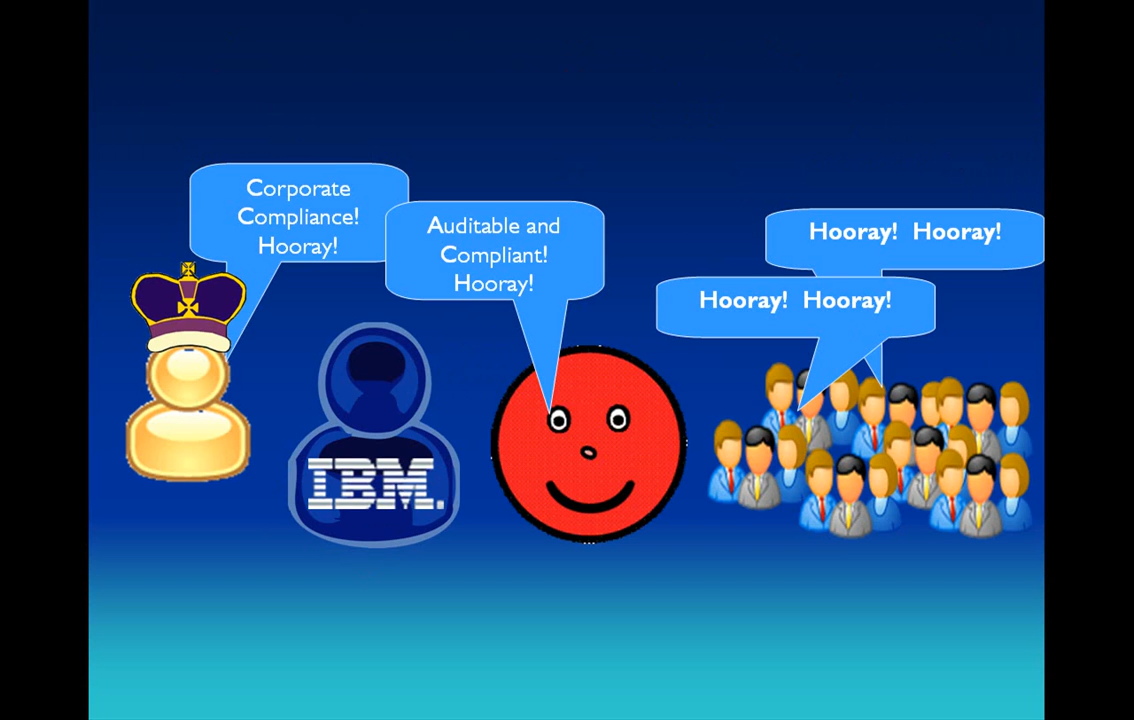 Corporate
Compliance!
Hooray!
Auditable and
Compliant!
Hooray!
Hooray!  Hooray!
Hooray!  Hooray!
IBM.